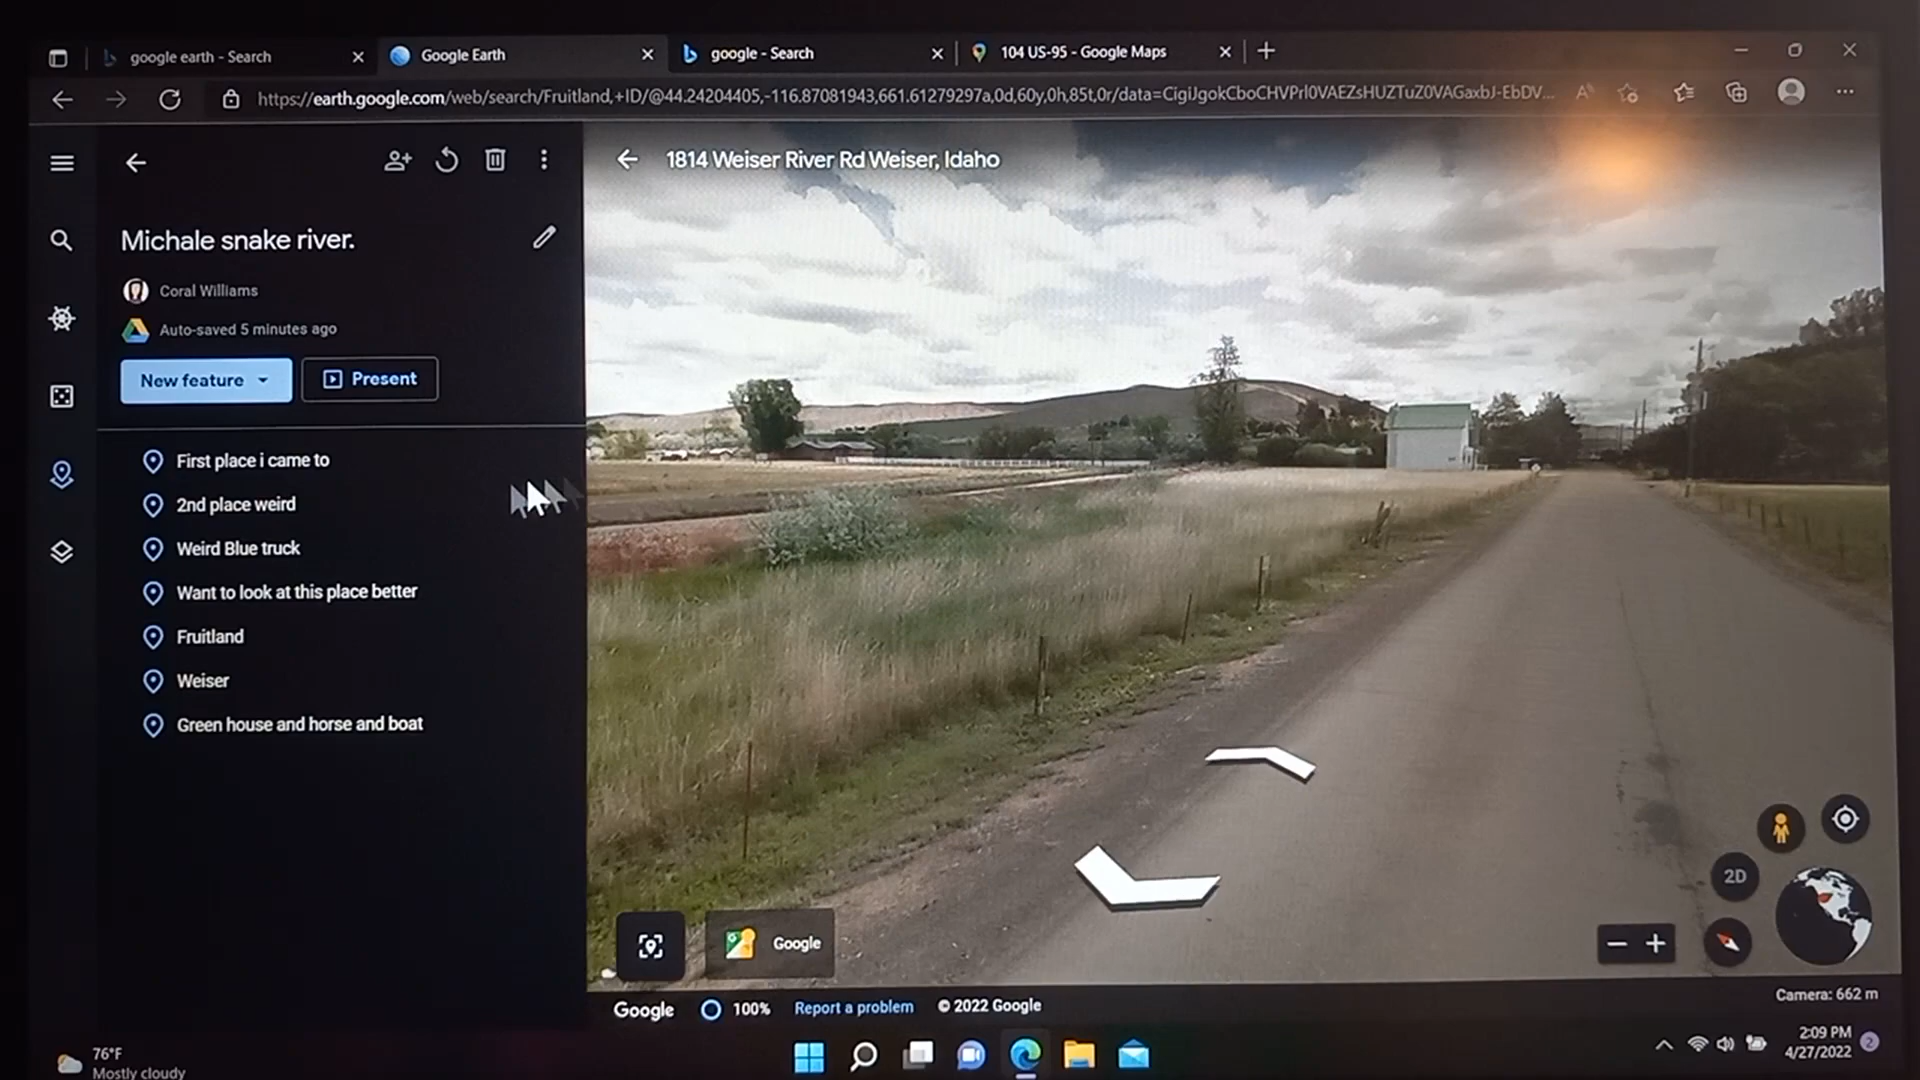 google earth - Search
Google Earth
google - Search
104 US-95 - Google Maps
https://earth.google.com/web/search/Fruitland,+ID/@44.24204405,-116.87081943,661.61279297a,0d,60y,0h,85t,0r/data=CigiJgokCboCHVPrl0VAEZsHUZTuZ0VAGaxbJ-EbDV...
1814 Weiser River Rd Weiser, Idaho
Michale snake river.
Coral Williams
Auto-saved 5 minutes ago
New feature
Present
First place i came to
2nd place weird
Weird Blue truck
Want to look at this place better
Fruitland
Weiser
Green house and horse and boat
2D
Google
Google
100%
Report a problem
© 2022 Google
Camera: 662 m
76°F
Mostly cloudy
2:09 PM
4/27/2022
2